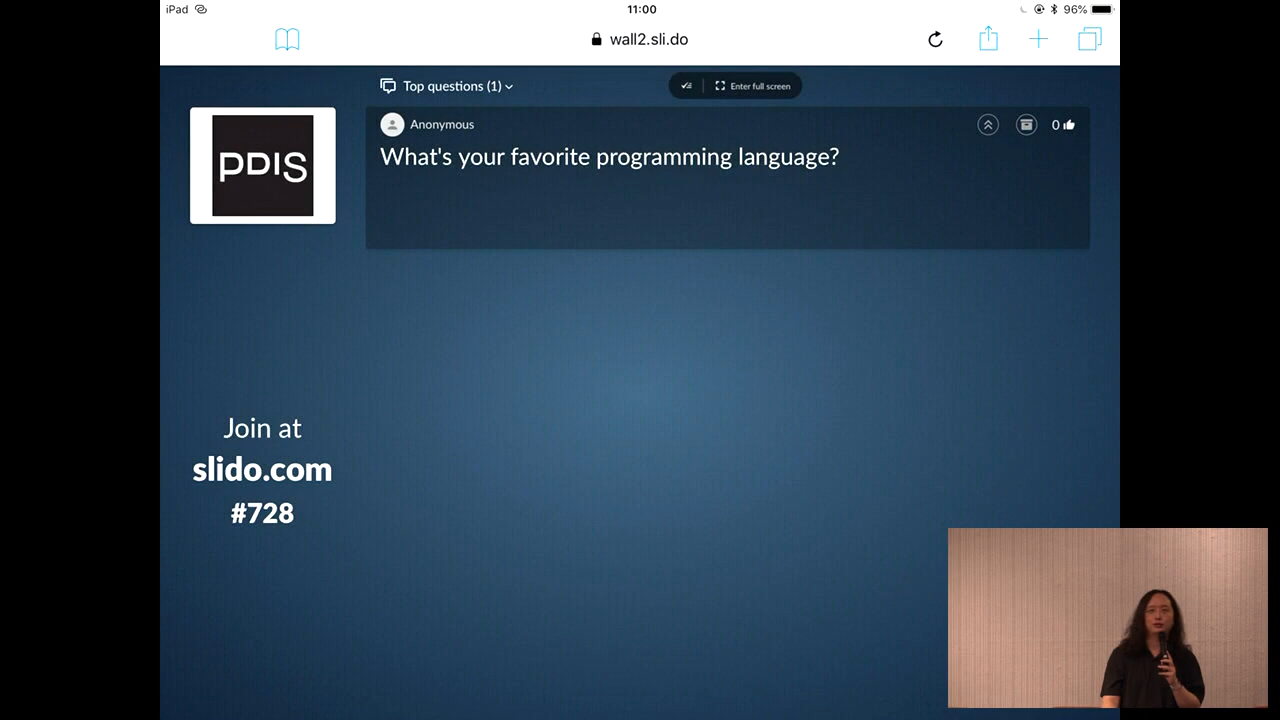 iPad
11:00
96%
wall2.sli.do
Top questions (1)
Enter full screen
PDIS
Anonymous
0
What's your favorite programming language?
Join at
slido.com
#728